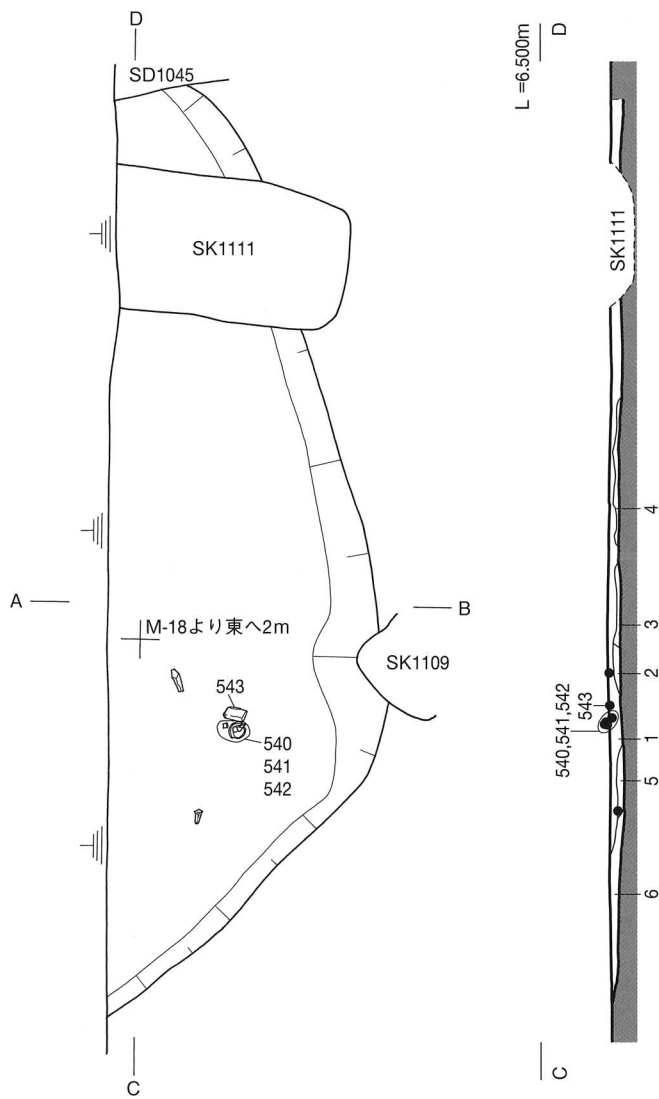 D
SD1045
SK1111
A
B
M-18より東へ2m
SK1109
543
540
541
542
C
L =6.500m
D
SK1111
4
3
2
543
540,541,542
1
5
6
C